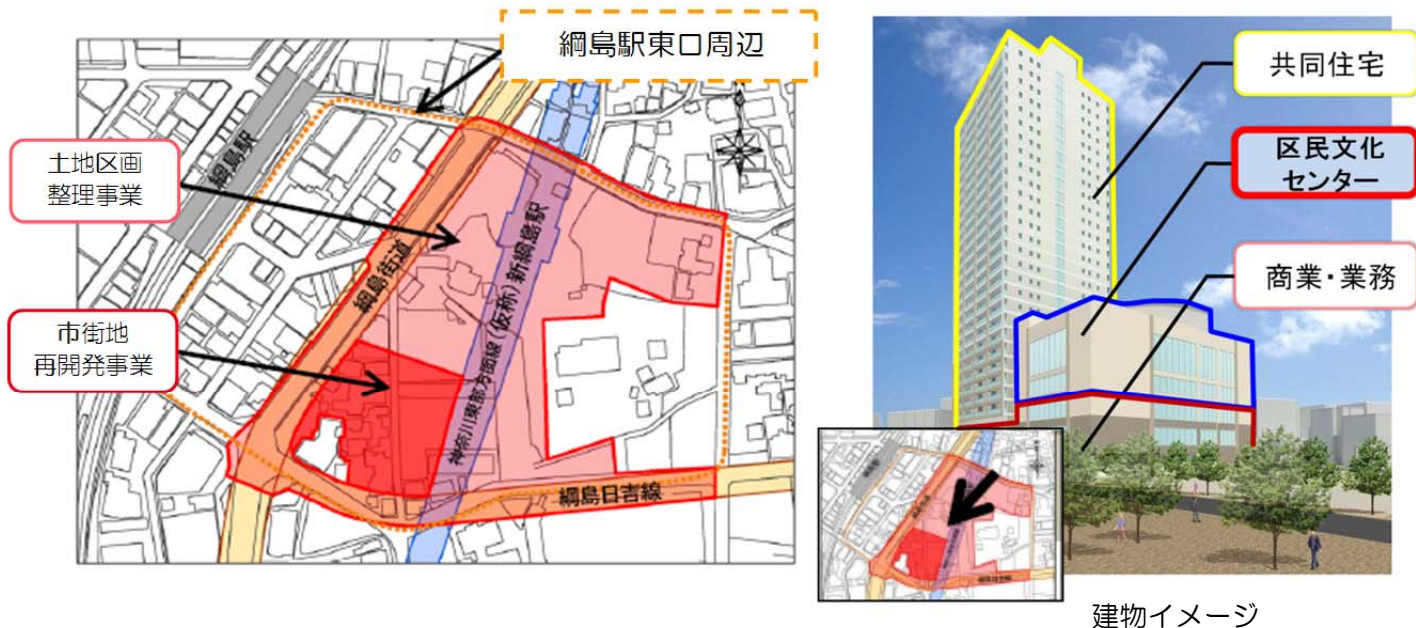 綱島駅東口周辺
綱島駅
土地区画
整理事業
綱島街道
神奈川東部方面線(仮称)新綱島駅
市街地
再開発事業
綱島日吉線
共同住宅
区民文化
センター
商業・業務
建物イメージ